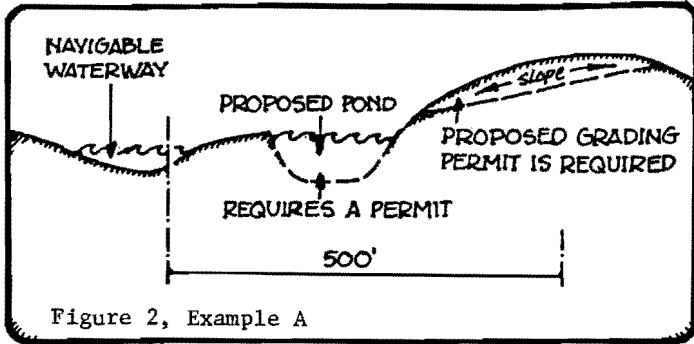 NAVIGABLE
WATERWAY
PROPOSED POND
slope
PROPOSED GRADING
PERMIT IS REQUIRED
REQUIRES A PERMIT
500'
Figure 2, Example A